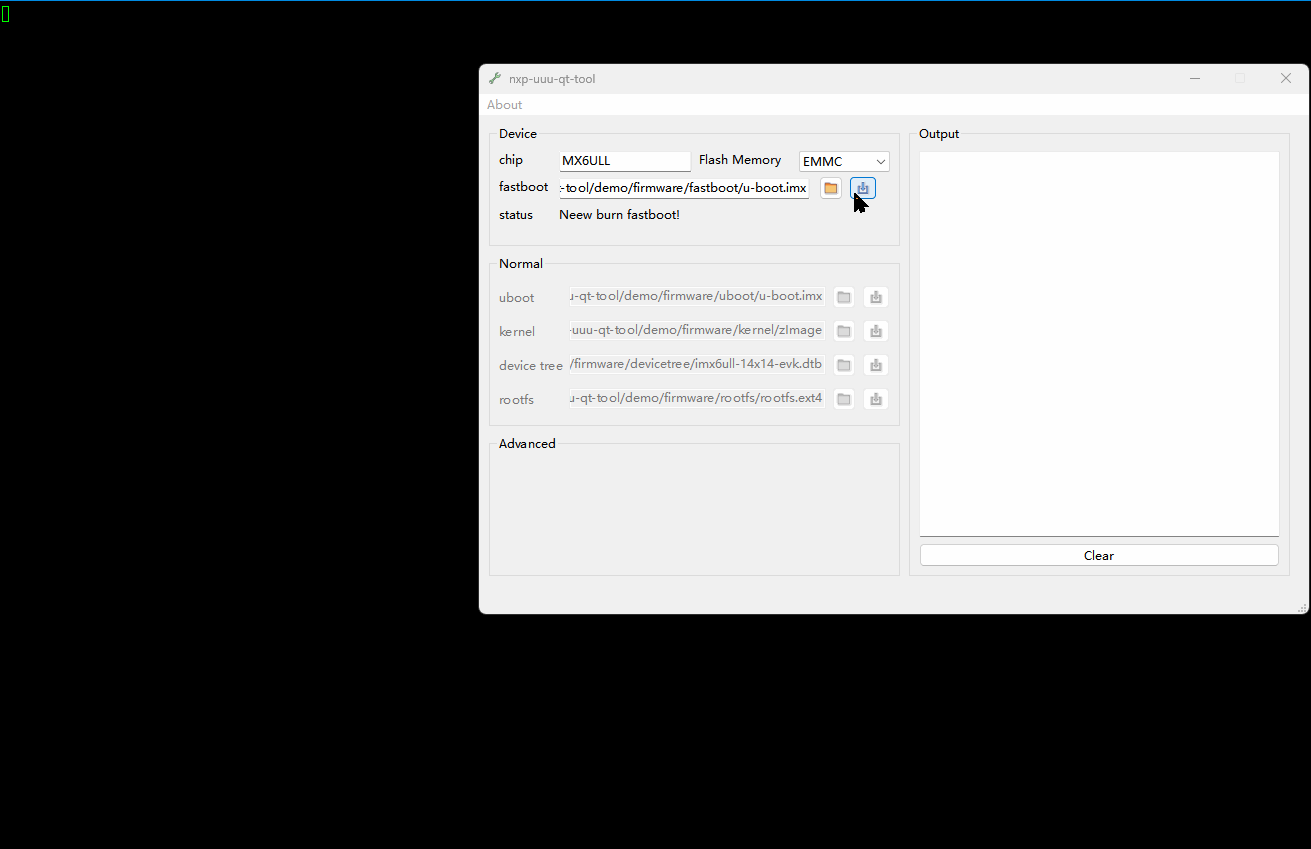 nxp-uuu-qt-tool
About
Device
chip MX6ULL Flash Memory EMMC
fastboot -tool/demo/firmware/fastboot/u-boot.imx
status Neew burn fastboot!
Normal
uboot u-qt-tool/demo/firmware/uboot/u-boot.imx
kernel -uuu-qt-tool/demo/firmware/kernel/zImage
device tree /firmware/devicetree/imx6ull-14x14-evk.dtb
rootfs u-qt-tool/demo/firmware/rootfs/rootfs.ext4
Advanced
Output
Clear